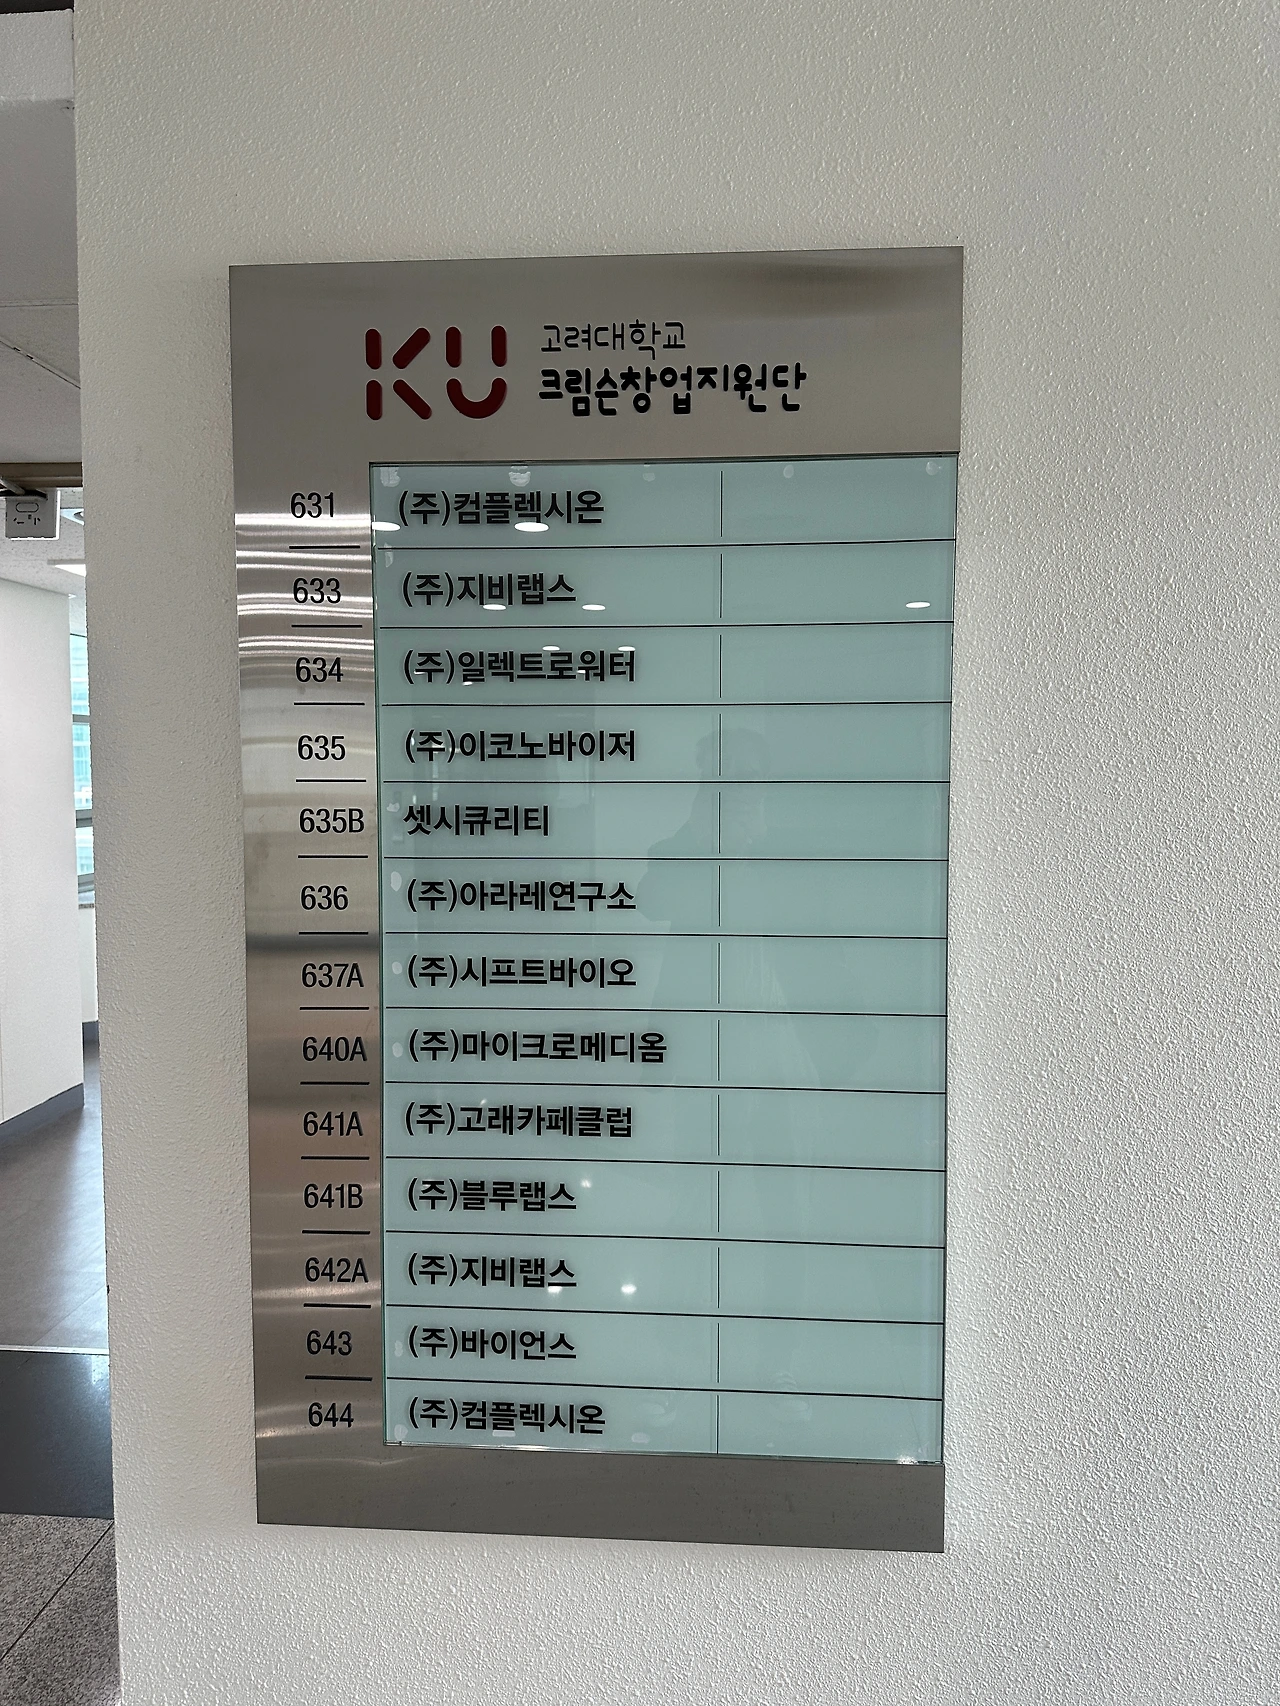 KU 고려대학교
크림슨창업지원단
631 (주)컴플렉시온
633 (주)지비랩스
634 (주)일렉트로워터
635 (주)이코노바이저
635B 셋시큐리티
636 (주)아라레연구소
637A (주)시프트바이오
640A (주)마이크로메디옴
641A (주)고래카페클럽
641B (주)블루랩스
642A (주)지비랩스
643 (주)바이언스
644 (주)컴플렉시온